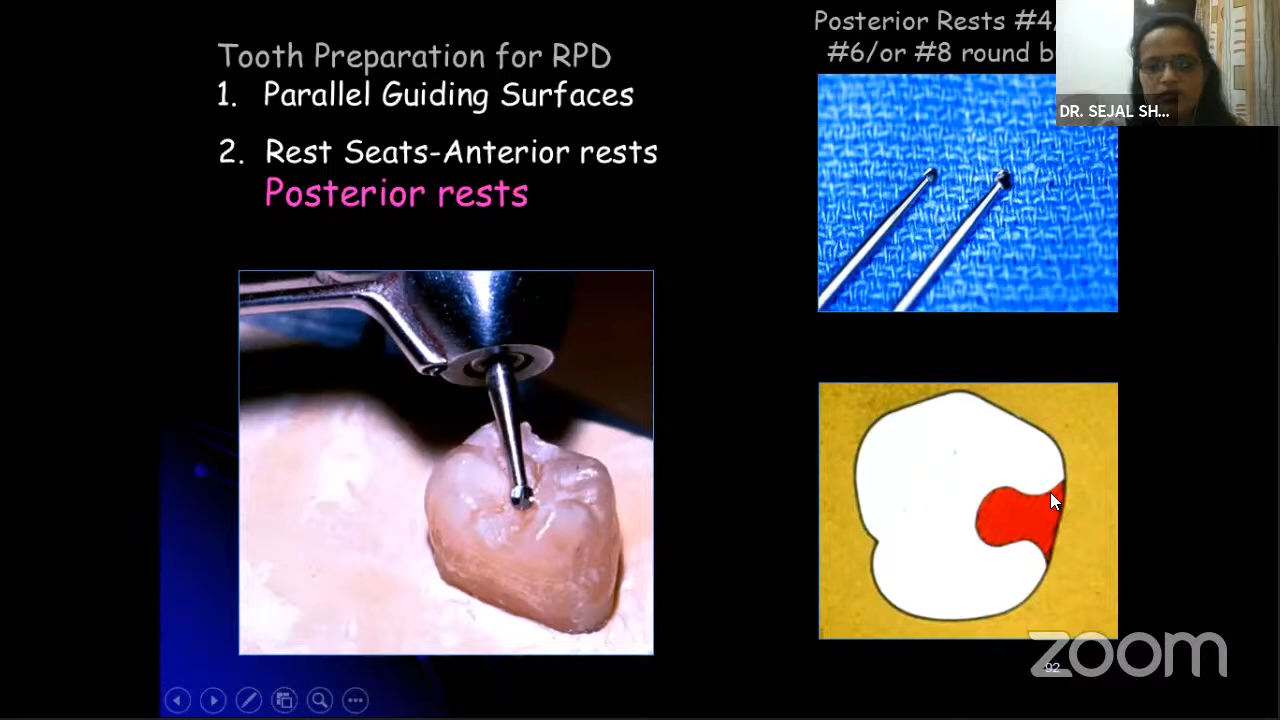 Tooth Preparation for RPD
1. Parallel Guiding Surfaces
2. Rest Seats-Anterior rests
Posterior rests
Posterior Rests #4/
#6/or #8 round b
DR. SEJAL SH...
zoom
92